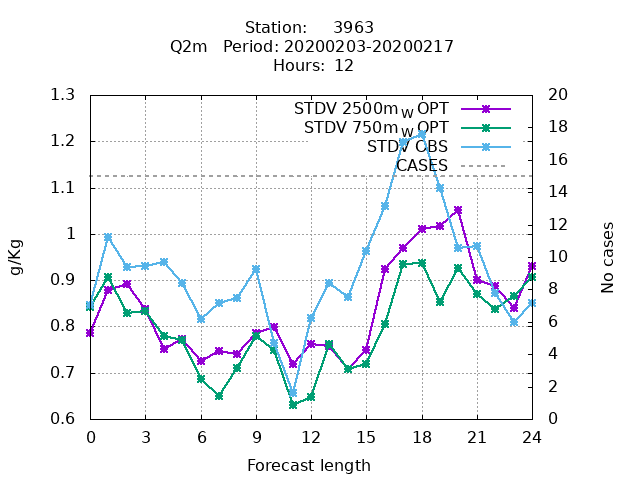 Station: 3963
Q2m Period: 20200203-20200217
Hours: 12
1.3
1.2
1.1
1
0.9
0.8
0.7
0.6
20
18
16
14
12
10
8
6
4
2
0
STDV 2500m W OPT
STDV 750m W OPT
STDV OBS
CASES
g/Kg
No cases
0 3 6 9 12 15 18 21 24
Forecast length